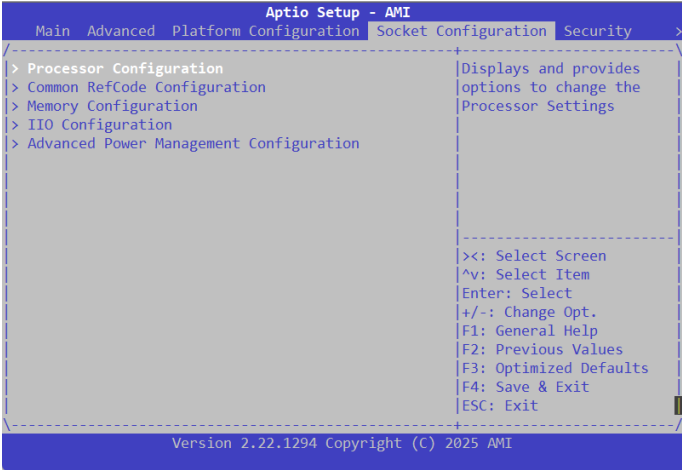 Aptio Setup - AMI
Main Advanced Platform Configuration Socket Configuration Security >
> Processor Configuration
> Common RefCode Configuration
> Memory Configuration
> IIO Configuration
> Advanced Power Management Configuration
Displays and provides
options to change the
Processor Settings
><: Select Screen
^v: Select Item
Enter: Select
+/-: Change Opt.
F1: General Help
F2: Previous Values
F3: Optimized Defaults
F4: Save & Exit
ESC: Exit
Version 2.22.1294 Copyright (C) 2025 AMI